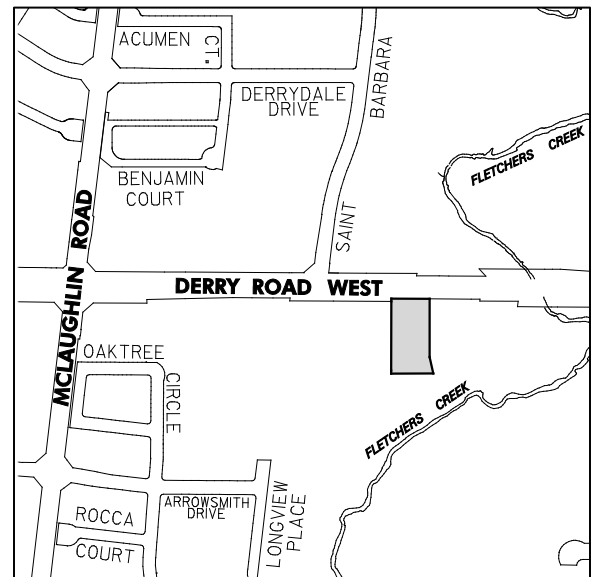 ACUMEN
CT.
DERRYDALE
DRIVE
BARBARA
SAINT
FLETCHERS CREEK
BENJAMIN
COURT
MCLAUGHLIN ROAD
DERRY ROAD WEST
OAKTREE
CIRCLE
FLETCHERS CREEK
ARROWSMITH
DRIVE
LONGVIEW
PLACE
ROCCA
COURT